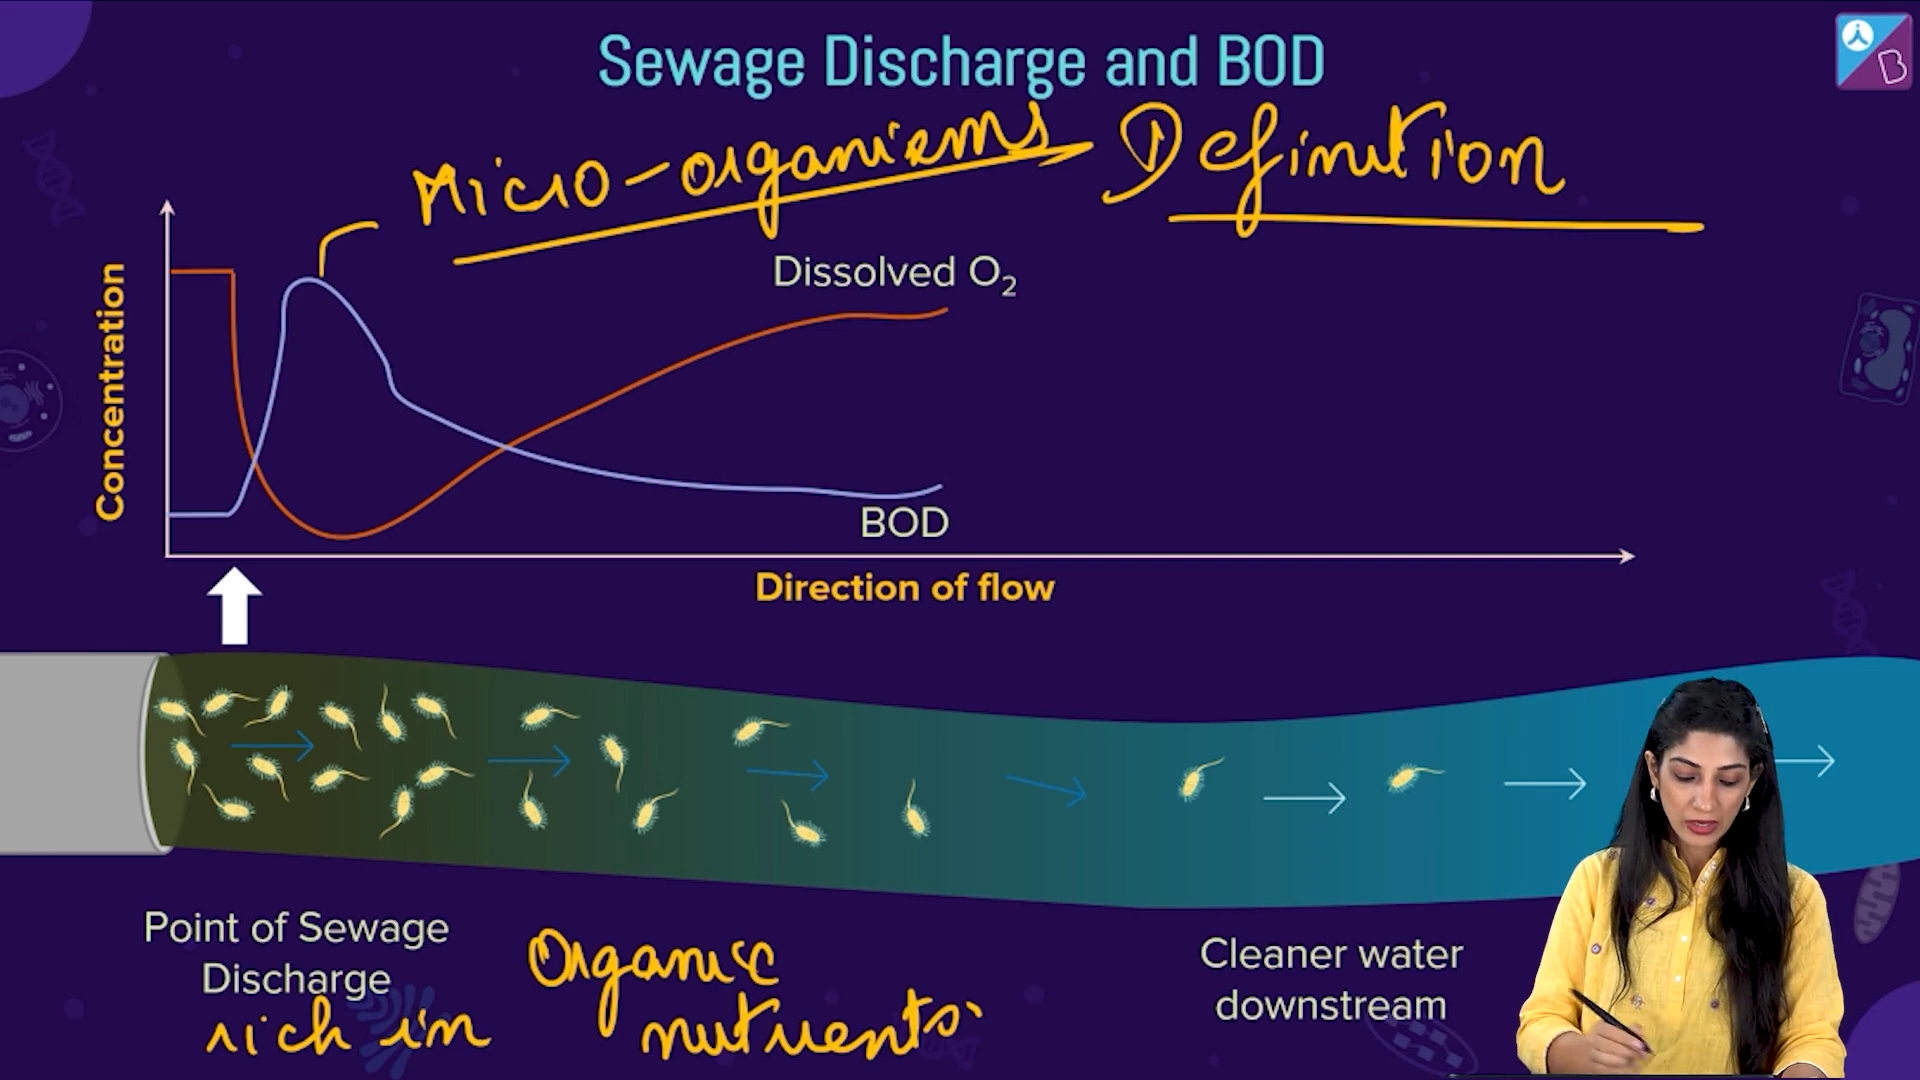 Sewage Discharge and BOD
Micro-organisms Definition
Dissolved O₂
Concentration
BOD
Direction of flow
Point of Sewage
Discharge
rich in
Organic
nutrients
Cleaner water
downstream
B